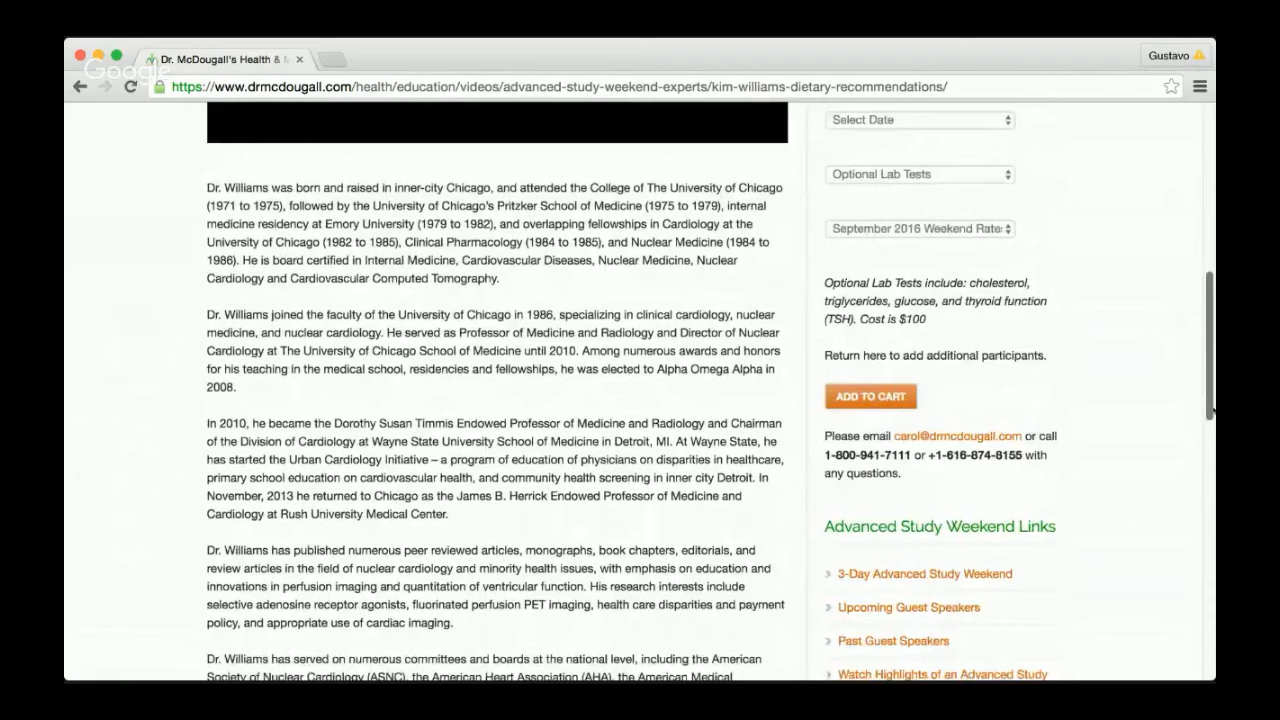 Dr. McDougall's Health & M
Gustavo
Google
https://www.drmcdougall.com/health/education/videos/advanced-study-weekend-experts/kim-williams-dietary-recommendations/
Dr. Williams was born and raised in inner-city Chicago, and attended the College of The University of Chicago
(1971 to 1975), followed by the University of Chicago's Pritzker School of Medicine (1975 to 1979), internal
medicine residency at Emory University (1979 to 1982), and overlapping fellowships in Cardiology at the
University of Chicago (1982 to 1985), Clinical Pharmacology (1984 to 1985), and Nuclear Medicine (1984 to
1986). He is board certified in Internal Medicine, Cardiovascular Diseases, Nuclear Medicine, Nuclear
Cardiology and Cardiovascular Computed Tomography.
Dr. Williams joined the faculty of the University of Chicago in 1986, specializing in clinical cardiology, nuclear
medicine, and nuclear cardiology. He served as Professor of Medicine and Radiology and Director of Nuclear
Cardiology at The University of Chicago School of Medicine until 2010. Among numerous awards and honors
for his teaching in the medical school, residencies and fellowships, he was elected to Alpha Omega Alpha in
2008.
In 2010, he became the Dorothy Susan Timmis Endowed Professor of Medicine and Radiology and Chairman
of the Division of Cardiology at Wayne State University School of Medicine in Detroit, MI. At Wayne State, he
has started the Urban Cardiology Initiative – a program of education of physicians on disparities in healthcare,
primary school education on cardiovascular health, and community health screening in inner city Detroit. In
November, 2013 he returned to Chicago as the James B. Herrick Endowed Professor of Medicine and
Cardiology at Rush University Medical Center.
Dr. Williams has published numerous peer reviewed articles, monographs, book chapters, editorials, and
review articles in the field of nuclear cardiology and minority health issues, with emphasis on education and
innovations in perfusion imaging and quantitation of ventricular function. His research interests include
selective adenosine receptor agonists, fluorinated perfusion PET imaging, health care disparities and payment
policy, and appropriate use of cardiac imaging.
Dr. Williams has served on numerous committees and boards at the national level, including the American
Society of Nuclear Cardiology (ASNC), the American Heart Association (AHA), the American Medical
Select Date
Optional Lab Tests
September 2016 Weekend Rates
Optional Lab Tests include: cholesterol,
triglycerides, glucose, and thyroid function
(TSH). Cost is $100
Return here to add additional participants.
ADD TO CART
Please email carol@drmcdougall.com or call
1-800-941-7111 or +1-616-874-8155 with
any questions.
Advanced Study Weekend Links
3-Day Advanced Study Weekend
Upcoming Guest Speakers
Past Guest Speakers
Watch Highlights of an Advanced Study